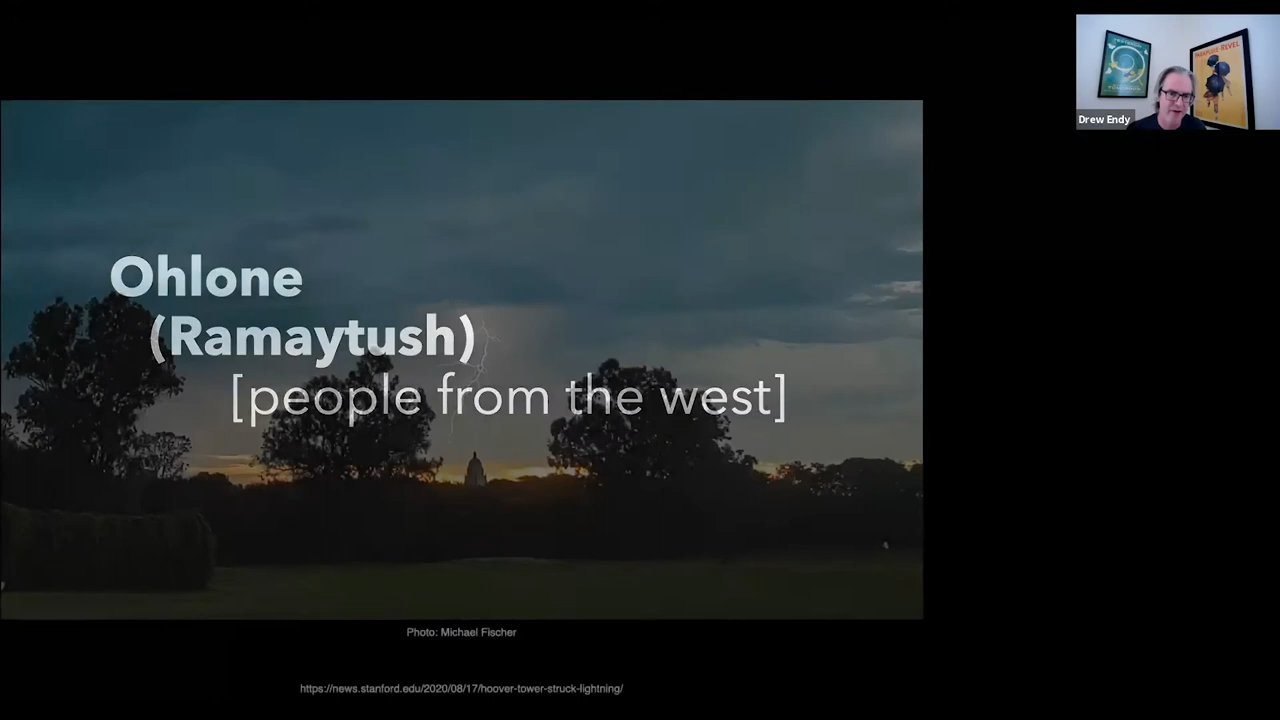 Ohlone
(Ramaytush)
[people from the west]
Photo: Michael Fischer
https://news.stanford.edu/2020/08/17/hoover-tower-struck-lightning/
Drew Endy
REVEL